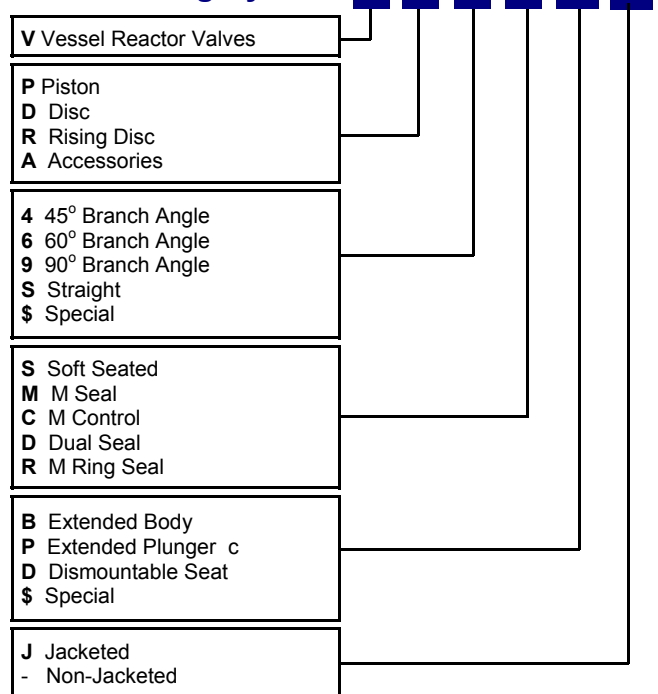 V Vessel Reactor Valves
P Piston
D Disc
R Rising Disc
A Accessories
4 45° Branch Angle
6 60° Branch Angle
9 90° Branch Angle
S Straight
$ Special
S Soft Seated
M M Seal
C M Control
D Dual Seal
R M Ring Seal
B Extended Body
P Extended Plunger c
D Dismountable Seat
$ Special
J Jacketed
- Non-Jacketed